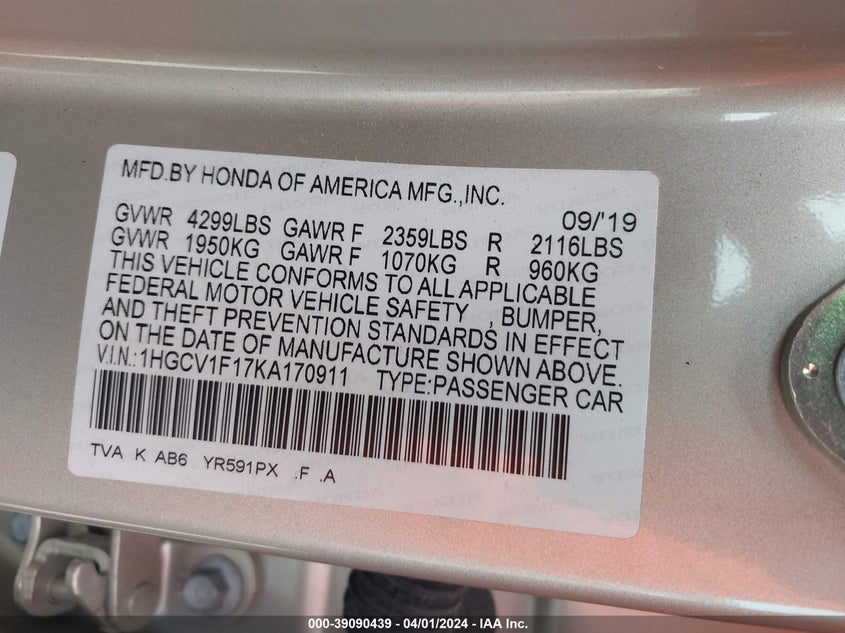 MFD.BY HONDA OF AMERICA MFG.,INC.
09/'19
GVWR 4299LBS GAWR F 2359LBS R 2116LBS
GVWR 1950KG GAWR F 1070KG R 960KG
THIS VEHICLE CONFORMS TO ALL APPLICABLE
FEDERAL MOTOR VEHICLE SAFETY , BUMPER,
AND THEFT PREVENTION STANDARDS IN EFFECT
ON THE DATE OF MANUFACTURE SHOWN ABOVE.
V.I.N.:1HGCV1F17KA170911 TYPE:PASSENGER CAR
TVA K AB6 YR591PX .F .A
000-39090439 - 04/01/2024 - IAA Inc.